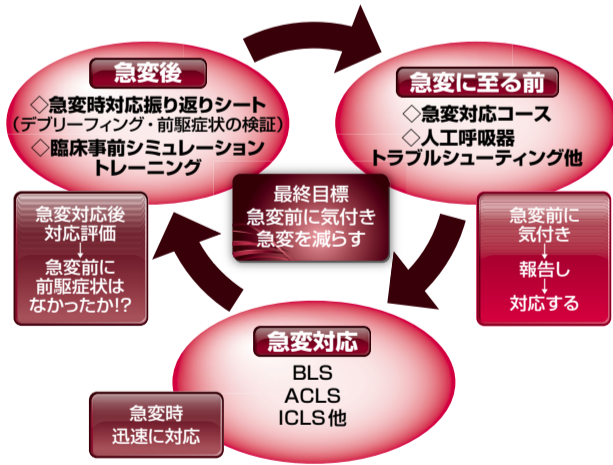 急変後
◇急変時対応振り返りシート
(デブリーフィング・前駆症状の検証)
◇臨床事前シミュレーション
トレーニング
急変に至る前
◇急変対応コース
◇人工呼吸器
トラブルシューティング他
最終目標
急変前に気付き
急変を減らす
急変対応後
対応評価
↓
急変前に
前駆症状は
なかったか!?
急変前に
気付き
↓
報告し
↓
対応する
急変対応
BLS
ACLS
ICLS他
急変時
迅速に対応